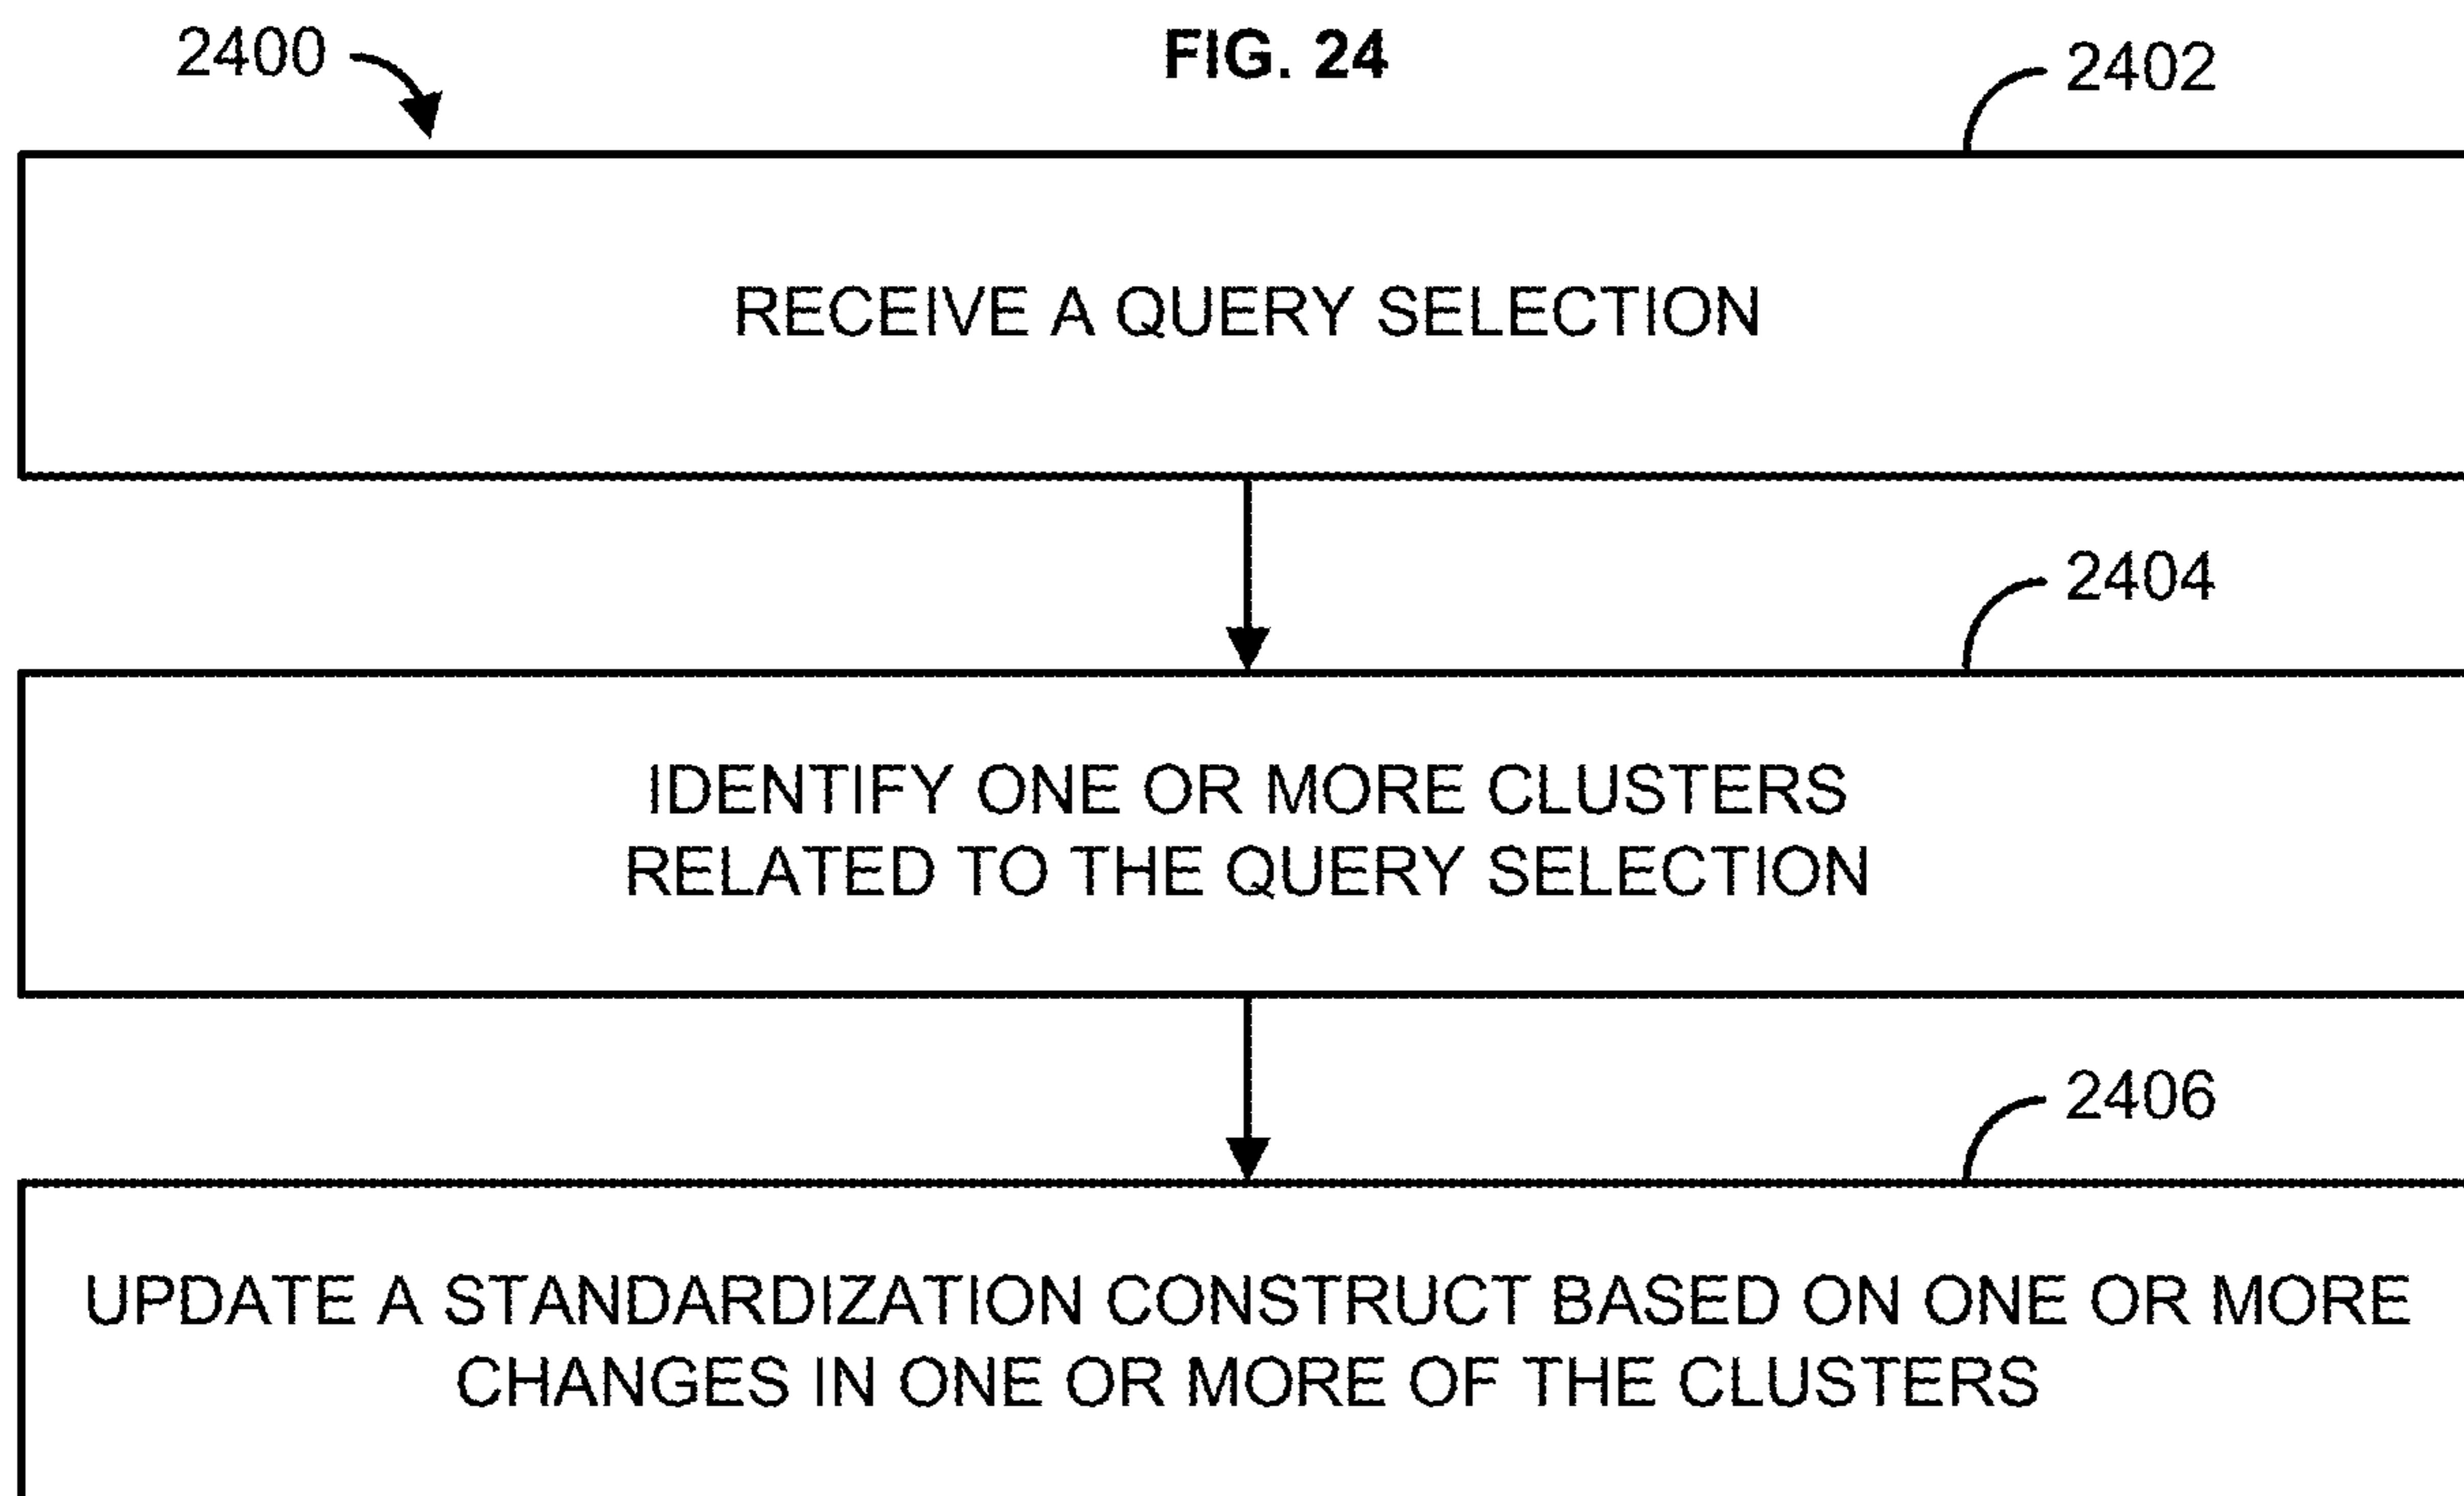 2400
FIG. 24
2402
RECEIVE A QUERY SELECTION
2404
IDENTIFY ONE OR MORE CLUSTERS
RELATED TO THE QUERY SELECTION
2406
UPDATE A STANDARDIZATION CONSTRUCT BASED ON ONE OR MORE
CHANGES IN ONE OR MORE OF THE CLUSTERS